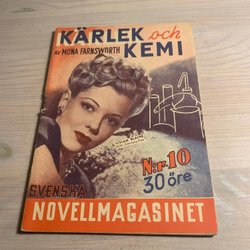 KÄRLEK och
AV MONA FARNSWORTH KEMI
Nr 10
30 öre
SVENSKA
NOVELLMAGASINET